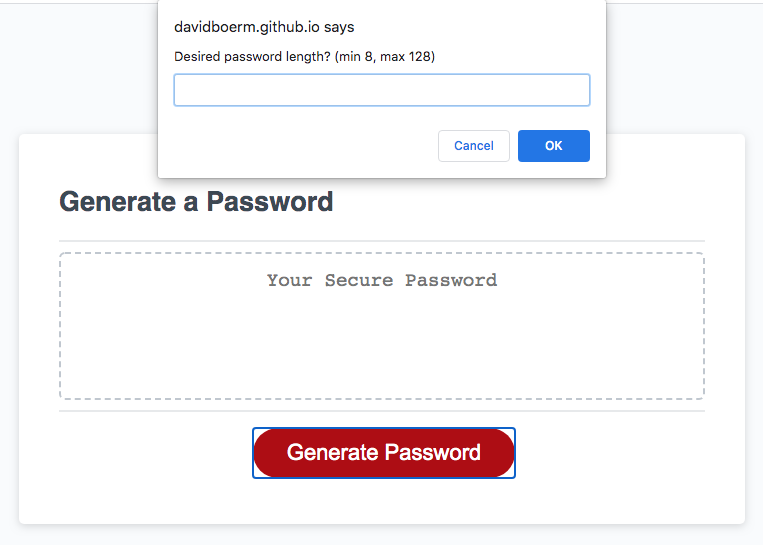 davidboerm.github.io says
Desired password length? (min 8, max 128)
Cancel
OK
Generate a Password
Your Secure Password
Generate Password